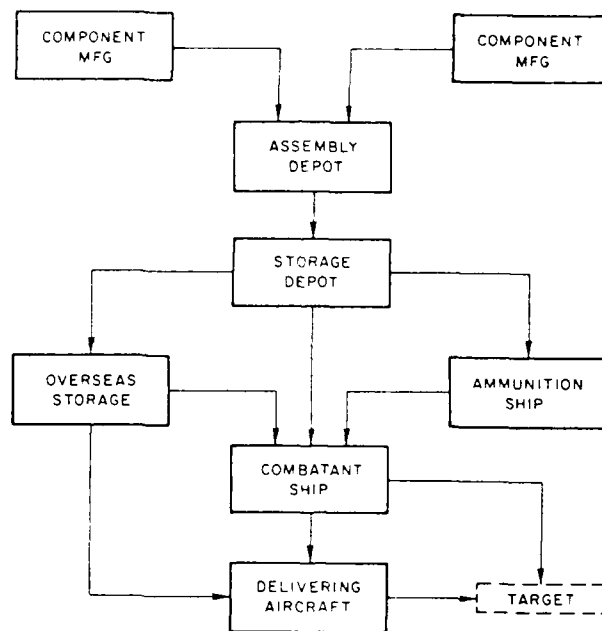 COMPONENT
MFG
COMPONENT
MFG
ASSEMBLY
DEPOT
STORAGE
DEPOT
OVERSEAS
STORAGE
AMMUNITION
SHIP
COMBATANT
SHIP
DELIVERING
AIRCRAFT
TARGET